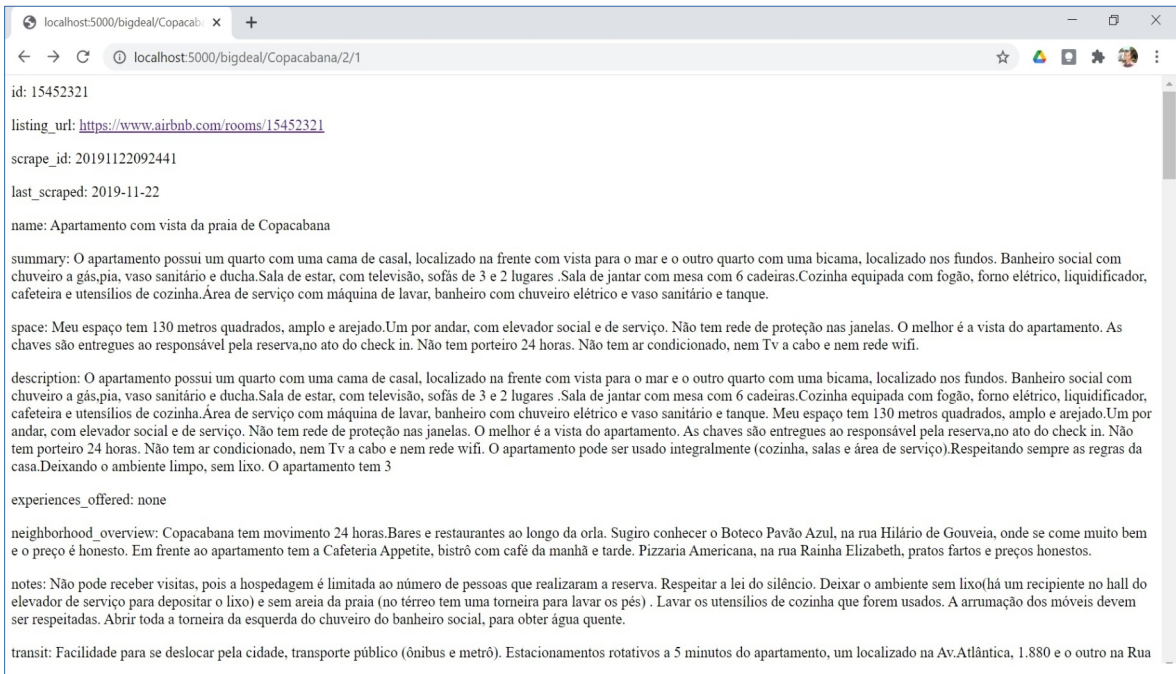 localhost:5000/bigdeal/Copacab
localhost:5000/bigdeal/Copacabana/2/1
id: 15452321
listing_url: https://www.airbnb.com/rooms/15452321
scrape_id: 20191122092441
last_scraped: 2019-11-22
name: Apartamento com vista da praia de Copacabana
summary: O apartamento possui um quarto com uma cama de casal, localizado na frente com vista para o mar e o outro quarto com uma bicama, localizado nos fundos. Banheiro social com
chuveiro a gás,pia, vaso sanitário e ducha.Sala de estar, com televisão, sofás de 3 e 2 lugares .Sala de jantar com mesa com 6 cadeiras.Cozinha equipada com fogão, forno elétrico, liquidificador,
cafeteira e utensílios de cozinha.Área de serviço com máquina de lavar, banheiro com chuveiro elétrico e vaso sanitário e tanque.
space: Meu espaço tem 130 metros quadrados, amplo e arejado.Um por andar, com elevador social e de serviço. Não tem rede de proteção nas janelas. O melhor é a vista do apartamento. As
chaves são entregues ao responsável pela reserva,no ato do check in. Não tem porteiro 24 horas. Não tem ar condicionado, nem Tv a cabo e nem rede wifi.
description: O apartamento possui um quarto com uma cama de casal, localizado na frente com vista para o mar e o outro quarto com uma bicama, localizado nos fundos. Banheiro social com
chuveiro a gás,pia, vaso sanitário e ducha.Sala de estar, com televisão, sofás de 3 e 2 lugares .Sala de jantar com mesa com 6 cadeiras.Cozinha equipada com fogão, forno elétrico, liquidificador,
cafeteira e utensílios de cozinha.Área de serviço com máquina de lavar, banheiro com chuveiro elétrico e vaso sanitário e tanque. Meu espaço tem 130 metros quadrados, amplo e arejado.Um por
andar, com elevador social e de serviço. Não tem rede de proteção nas janelas. O melhor é a vista do apartamento. As chaves são entregues ao responsável pela reserva,no ato do check in. Não
tem porteiro 24 horas. Não tem ar condicionado, nem Tv a cabo e nem rede wifi. O apartamento pode ser usado integralmente (cozinha, salas e área de serviço).Respeitando sempre as regras da
casa.Deixando o ambiente limpo, sem lixo. O apartamento tem 3
experiences_offered: none
neighborhood_overview: Copacabana tem movimento 24 horas.Bares e restaurantes ao longo da orla. Sugiro conhecer o Boteco Pavão Azul, na rua Hilário de Gouveia, onde se come muito bem
e o preço é honesto. Em frente ao apartamento tem a Cafeteria Appetite, bistrô com café da manhã e tarde. Pizzaria Americana, na rua Rainha Elizabeth, pratos fartos e preços honestos.
notes: Não pode receber visitas, pois a hospedagem é limitada ao número de pessoas que realizaram a reserva. Respeitar a lei do silêncio. Deixar o ambiente sem lixo(há um recipiente no hall do
elevador de serviço para depositar o lixo) e sem areia da praia (no térreo tem uma torneira para lavar os pés) . Lavar os utensílios de cozinha que forem usados. A arrumação dos móveis devem
ser respeitadas. Abrir toda a torneira da esquerda do chuveiro do banheiro social, para obter água quente.
transit: Facilidade para se deslocar pela cidade, transporte público (ônibus e metrô). Estacionamentos rotativos a 5 minutos do apartamento, um localizado na Av.Atlântica, 1.880 e o outro na Rua